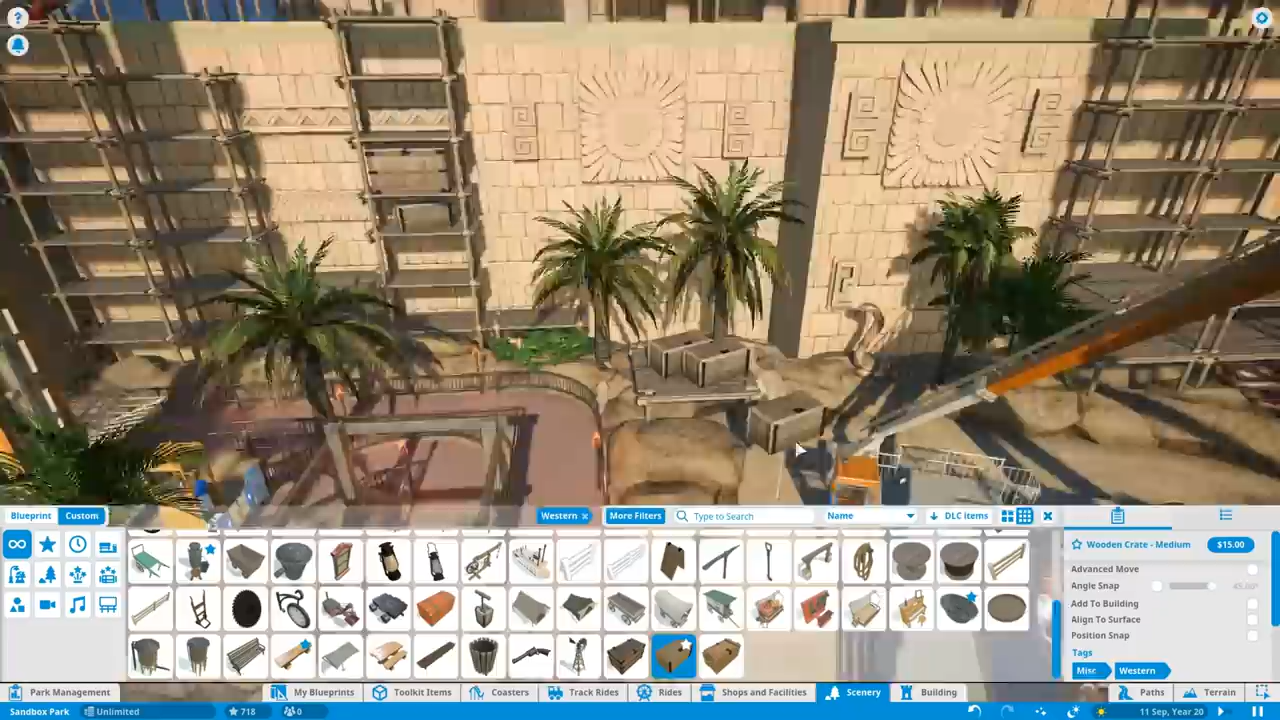 ?
Blueprint
Custom
Western ×
More Filters
Type to Search
Name
DLC items
Wooden Crate - Medium
$15.00
Advanced Move
Angle Snap
45.00°
Add To Building
Align To Surface
Position Snap
Tags
Misc
Western
Park Management
My Blueprints
Toolkit Items
Coasters
Track Rides
Rides
Shops and Facilities
Scenery
Building
Paths
Terrain
Sandbox Park
Unlimited
718
0
11 Sep, Year 20